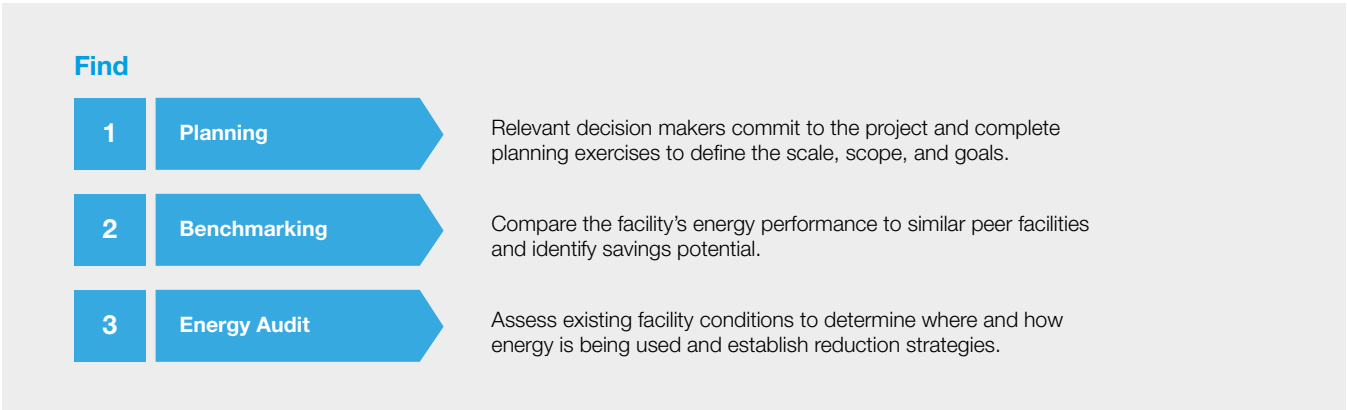 Find
1
Planning
Relevant decision makers commit to the project and complete
planning exercises to define the scale, scope, and goals.
2
Benchmarking
Compare the facility's energy performance to similar peer facilities
and identify savings potential.
3
Energy Audit
Assess existing facility conditions to determine where and how
energy is being used and establish reduction strategies.